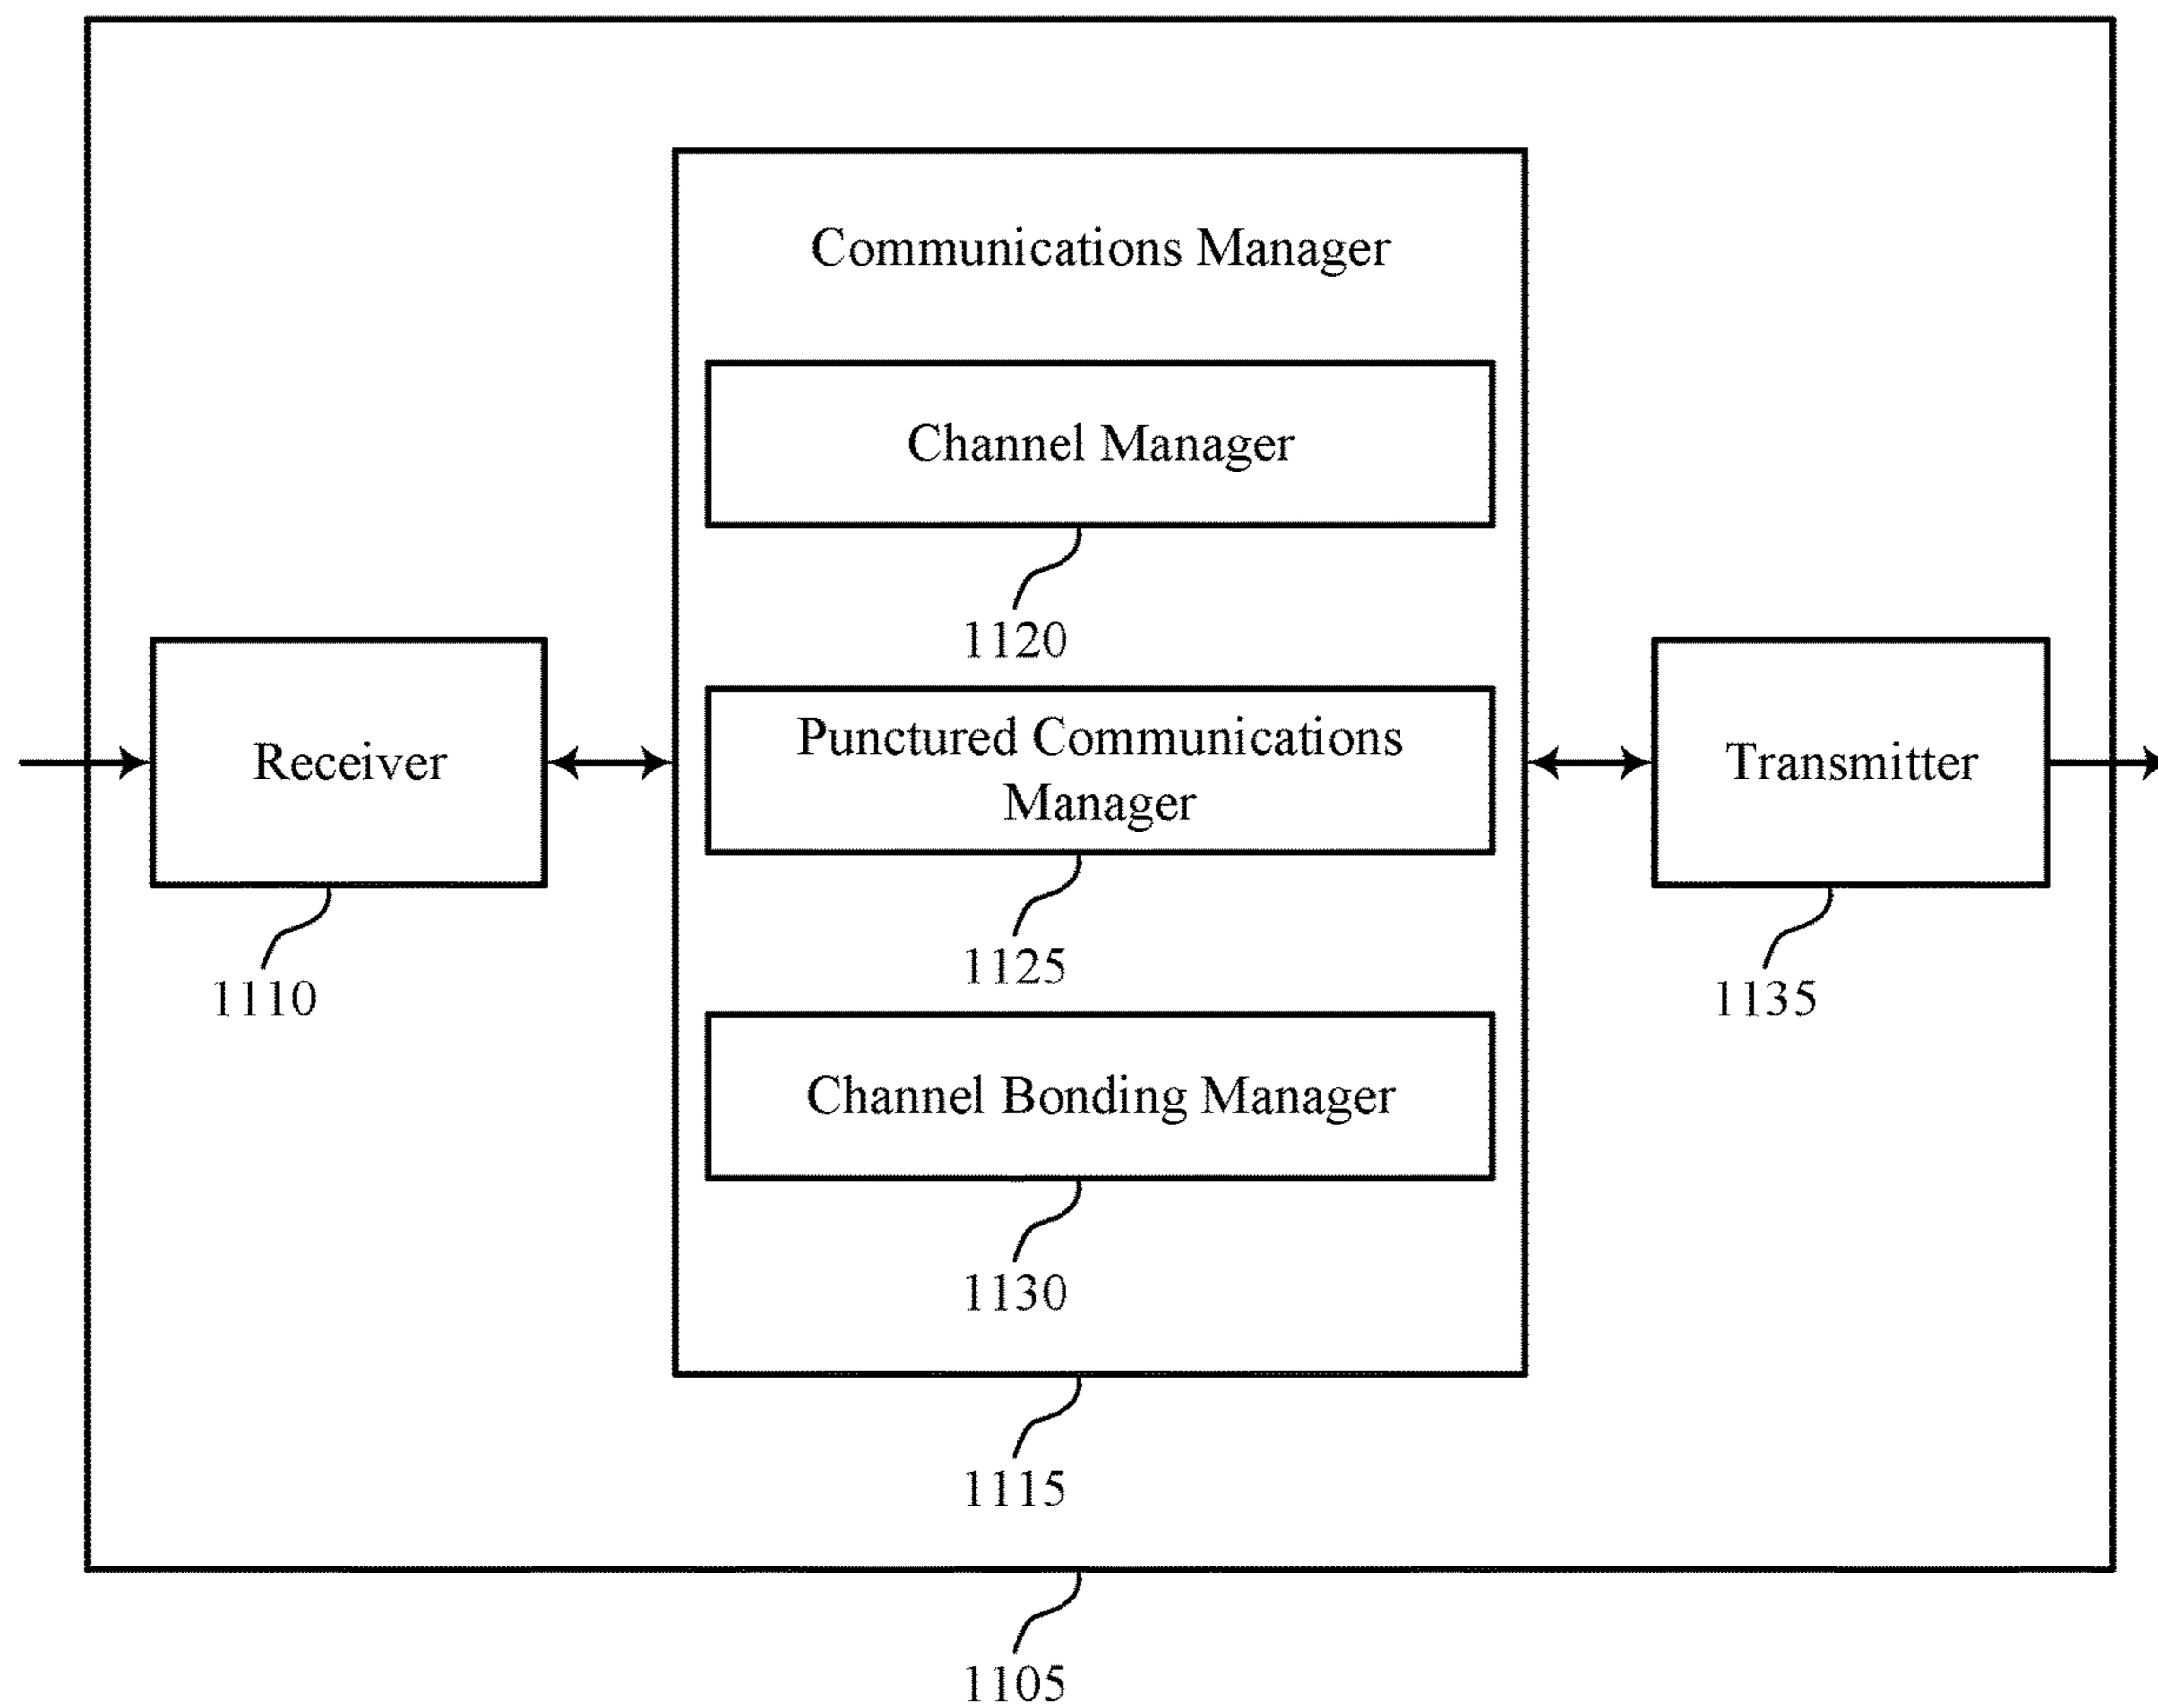 Communications Manager
Channel Manager
1120
Receiver
1110
Punctured Communications
Manager
1125
Transmitter
1135
Channel Bonding Manager
1130
1115
1105